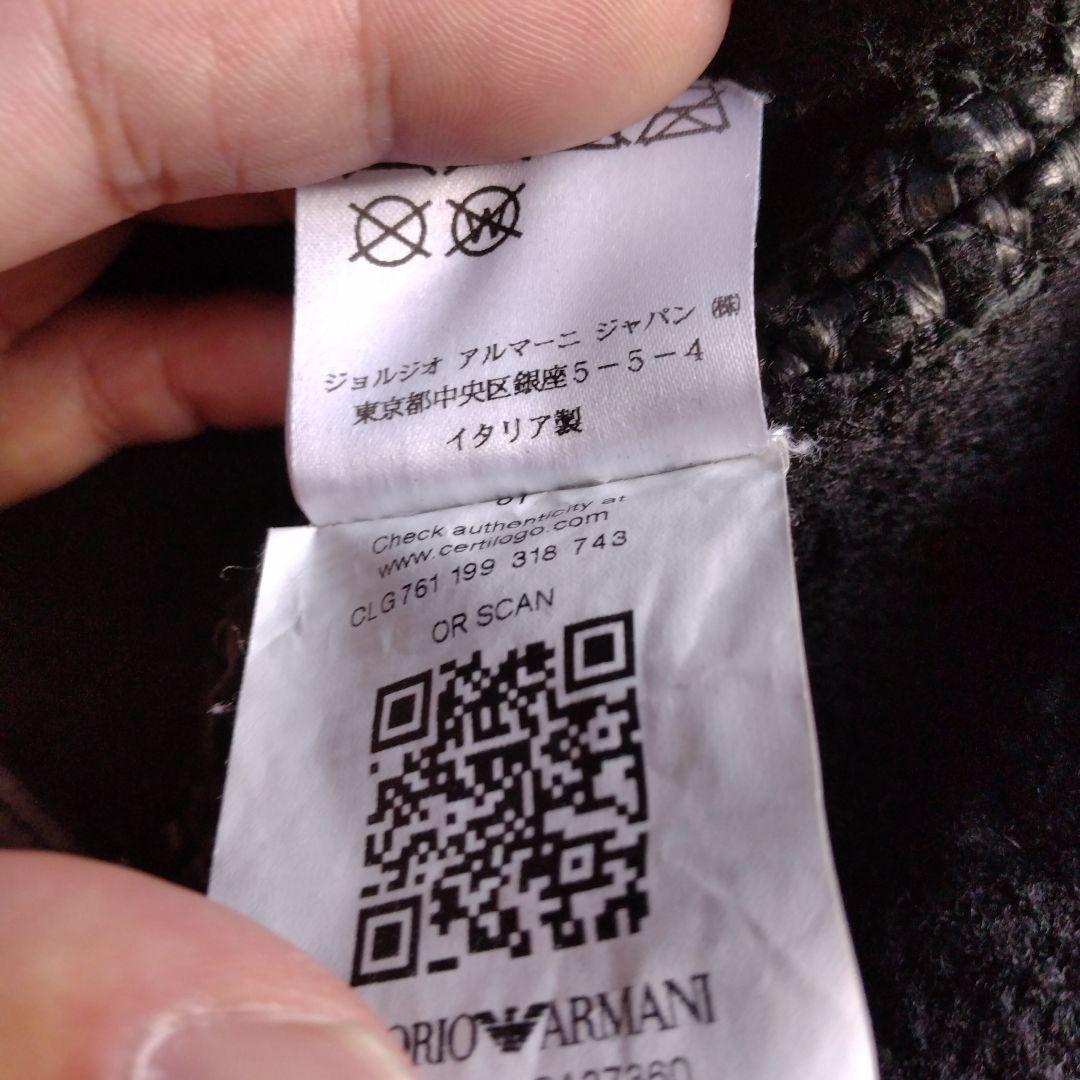 ジョルジオ アルマーニ ジャパン ㈱
東京都中央区銀座5-5-4
イタリア製
Check authenticity at
www.certilogo.com
CLG761 199 318 743
OR SCAN
ARMANI